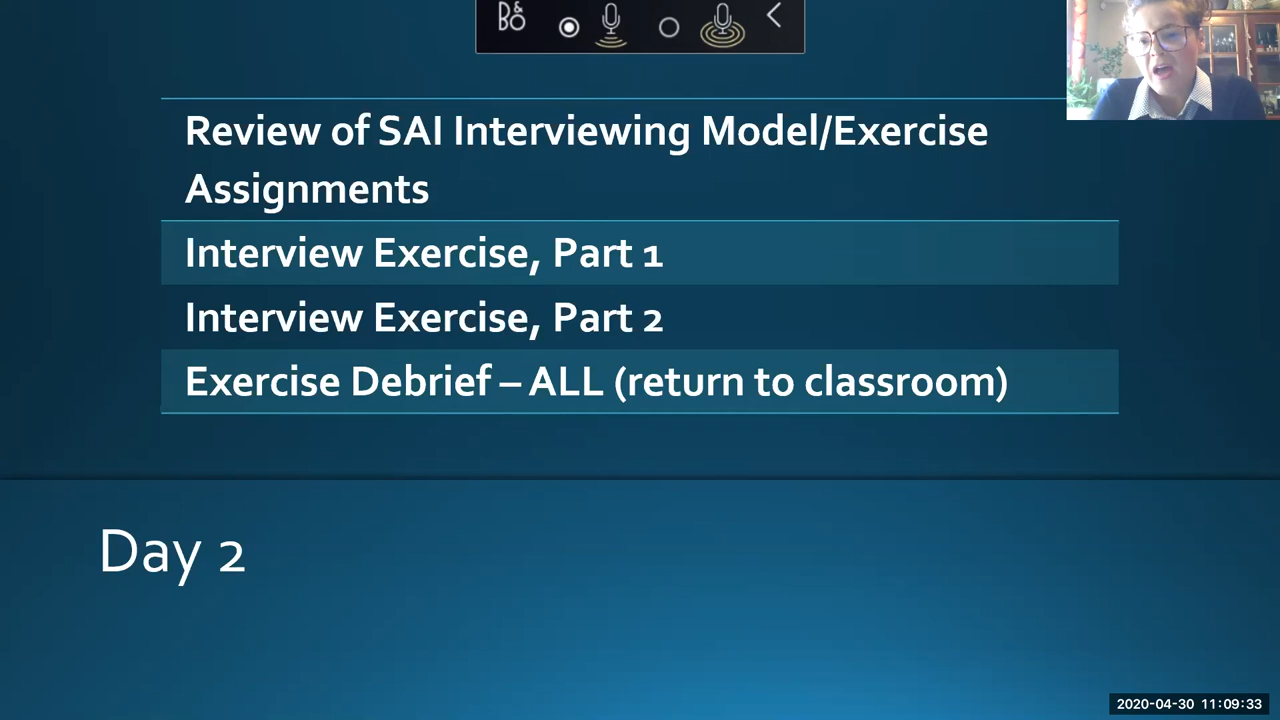 B&O
Review of SAI Interviewing Model/Exercise
Assignments
Interview Exercise, Part 1
Interview Exercise, Part 2
Exercise Debrief – ALL (return to classroom)
Day 2
2020-04-30 11:09:33